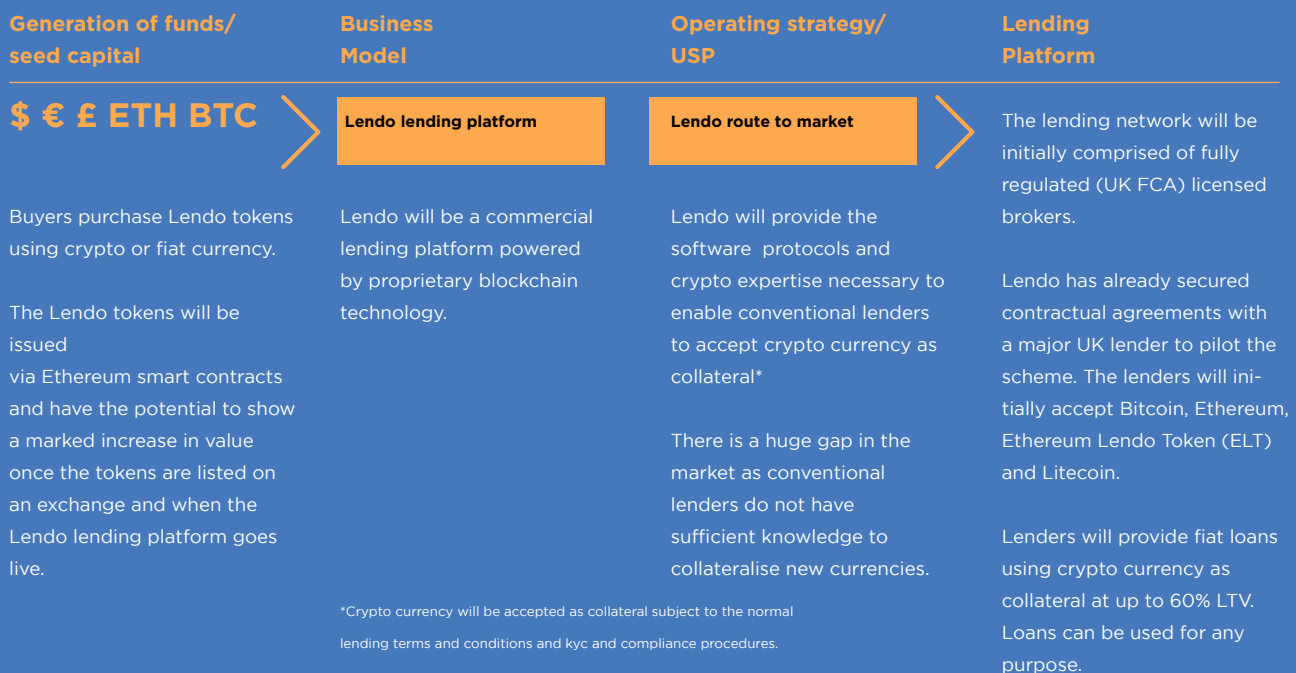 Generation of funds/
seed capital
Business
Model
Operating strategy/
USP
Lending
Platform
$ € £ ETH BTC
Buyers purchase Lendo tokens
using crypto or fiat currency.
The Lendo tokens will be
issued
via Ethereum smart contracts
and have the potential to show
a marked increase in value
once the tokens are listed on
an exchange and when the
Lendo lending platform goes
live.
Lendo lending platform
Lendo will be a commercial
lending platform powered
by proprietary blockchain
technology.
Lendo route to market
Lendo will provide the
software protocols and
crypto expertise necessary to
enable conventional lenders
to accept crypto currency as
collateral*
There is a huge gap in the
market as conventional
lenders do not have
sufficient knowledge to
collateralise new currencies.
*Crypto currency will be accepted as collateral subject to the normal
lending terms and conditions and kyc and compliance procedures.
The lending network will be
initially comprised of fully
regulated (UK FCA) licensed
brokers.
Lendo has already secured
contractual agreements with
a major UK lender to pilot the
scheme. The lenders will ini-
tially accept Bitcoin, Ethereum,
Ethereum Lendo Token (ELT)
and Litecoin.
Lenders will provide fiat loans
using crypto currency as
collateral at up to 60% LTV.
Loans can be used for any
purpose.